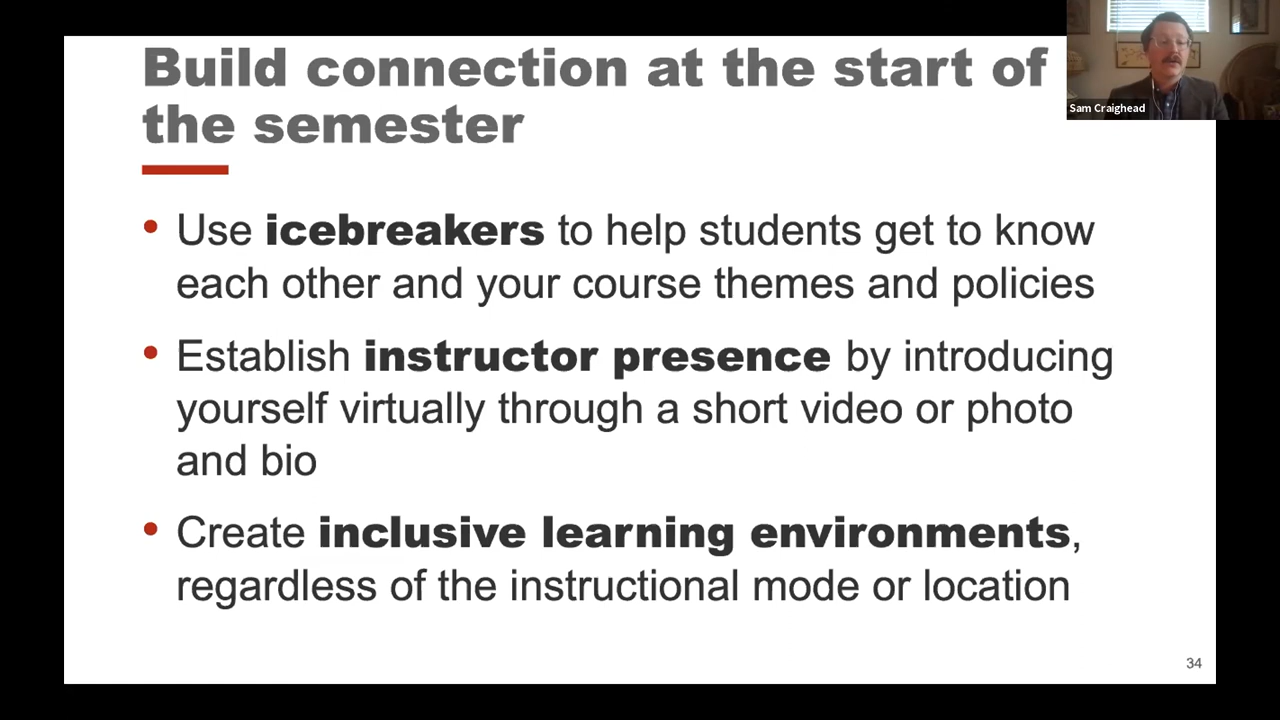 Build connection at the start of
the semester
Sam Craighead
• Use icebreakers to help students get to know
each other and your course themes and policies
• Establish instructor presence by introducing
yourself virtually through a short video or photo
and bio
• Create inclusive learning environments,
regardless of the instructional mode or location
34